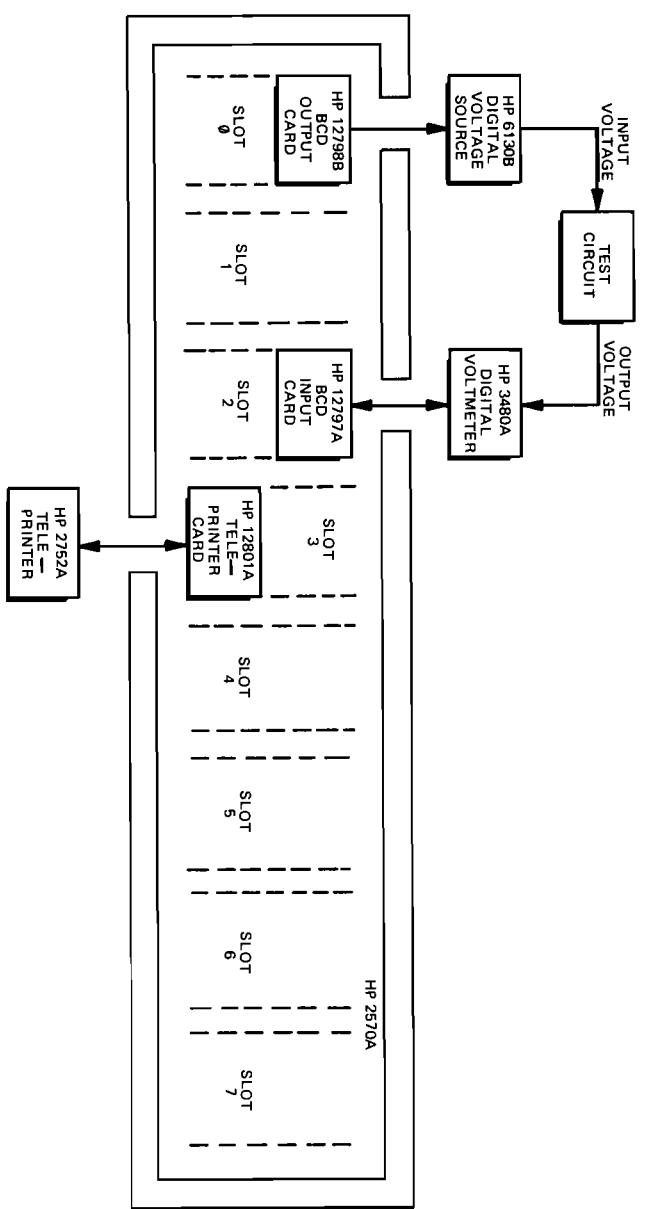 INPUT
VOLTAGE
TEST
CIRCUIT
OUTPUT
VOLTAGE
HP 6130B
DIGITAL
VOLTAGE
SOURCE
HP 3480A
DIGITAL
VOLTMETER
HP 2570A
HP 12798B
BCD
OUTPUT
CARD
SLOT
0
SLOT
1
HP 12797A
BCD
INPUT
CARD
SLOT
2
SLOT
3
HP 12801A
TELE—
PRINTER
CARD
SLOT
4
SLOT
5
SLOT
6
SLOT
7
HP 2752A
TELE—
PRINTER